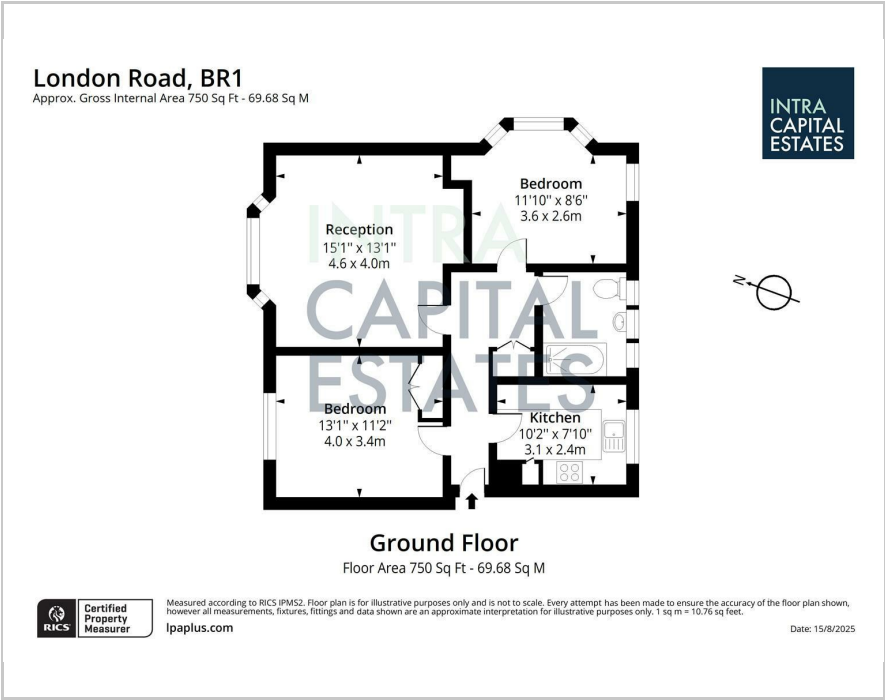 London Road, BR1
Approx. Gross Internal Area 750 Sq Ft - 69.68 Sq M
INTRA
CAPITAL
ESTATES
Bedroom
11'10" x 8'6"
3.6 x 2.6m
Reception
15'1" x 13'1"
4.6 x 4.0m
INTRA
CAPITAL
ESTATES
N
Bedroom
13'1" x 11'2"
4.0 x 3.4m
Kitchen
10'2" x 7'10"
3.1 x 2.4m
Ground Floor
Floor Area 750 Sq Ft - 69.68 Sq M
RICS
Certified
Property
Measurer
Measured according to RICS IPMS2. Floor plan is for illustrative purposes only and is not to scale. Every attempt has been made to ensure the accuracy of the floor plan shown,
however all measurements, fixtures, fittings and data shown are an approximate interpretation for illustrative purposes only. 1 sq m = 10.76 sq feet.
lpaplus.com
Date: 15/8/2025